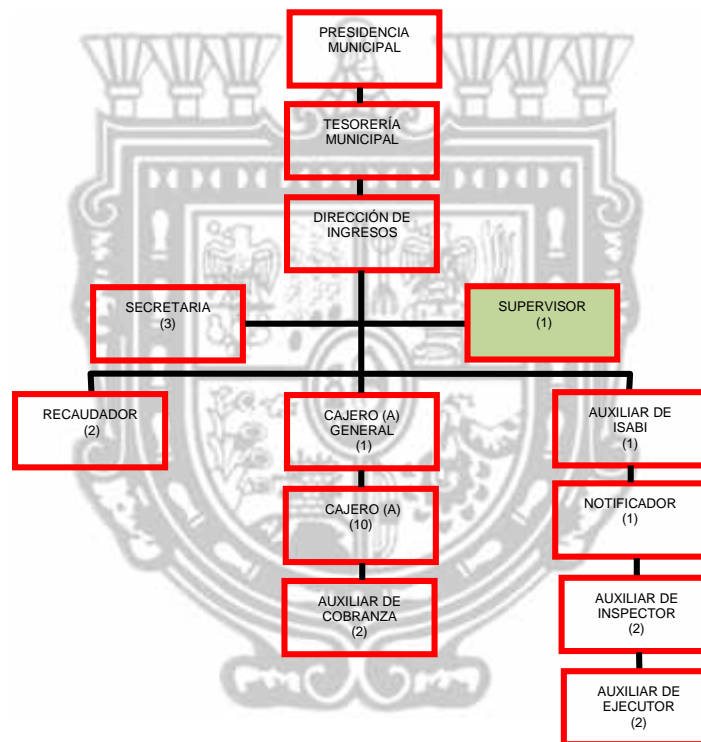 PRESIDENCIA
MUNICIPAL
TESORERÍA
MUNICIPAL
DIRECCIÓN DE
INGRESOS
SECRETARIA
(3)
SUPERVISOR
(1)
RECAUDADOR
(2)
CAJERO (A)
GENERAL
(1)
AUXILIAR DE
ISABI
(1)
CAJERO (A)
(10)
NOTIFICADOR
(1)
AUXILIAR DE
COBRANZA
(2)
AUXILIAR DE
INSPECTOR
(2)
AUXILIAR DE
EJECUTOR
(2)